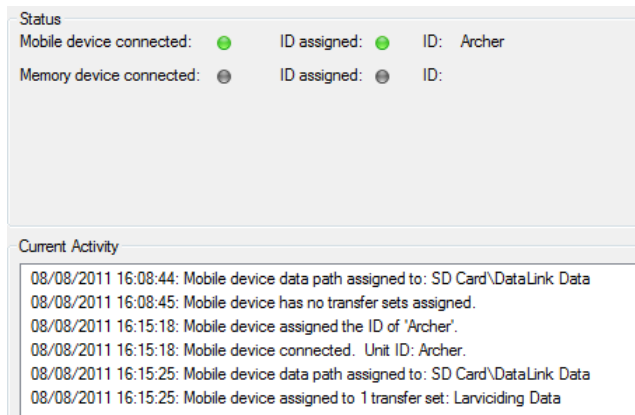 Status
Mobile device connected: ID assigned: ID: Archer
Memory device connected: ID assigned: ID:
Current Activity
08/08/2011 16:08:44: Mobile device data path assigned to: SD Card\DataLink Data
08/08/2011 16:08:45: Mobile device has no transfer sets assigned.
08/08/2011 16:15:18: Mobile device assigned the ID of 'Archer'.
08/08/2011 16:15:18: Mobile device connected.  Unit ID: Archer.
08/08/2011 16:15:25: Mobile device data path assigned to: SD Card\DataLink Data
08/08/2011 16:15:25: Mobile device assigned to 1 transfer set: Larviciding Data